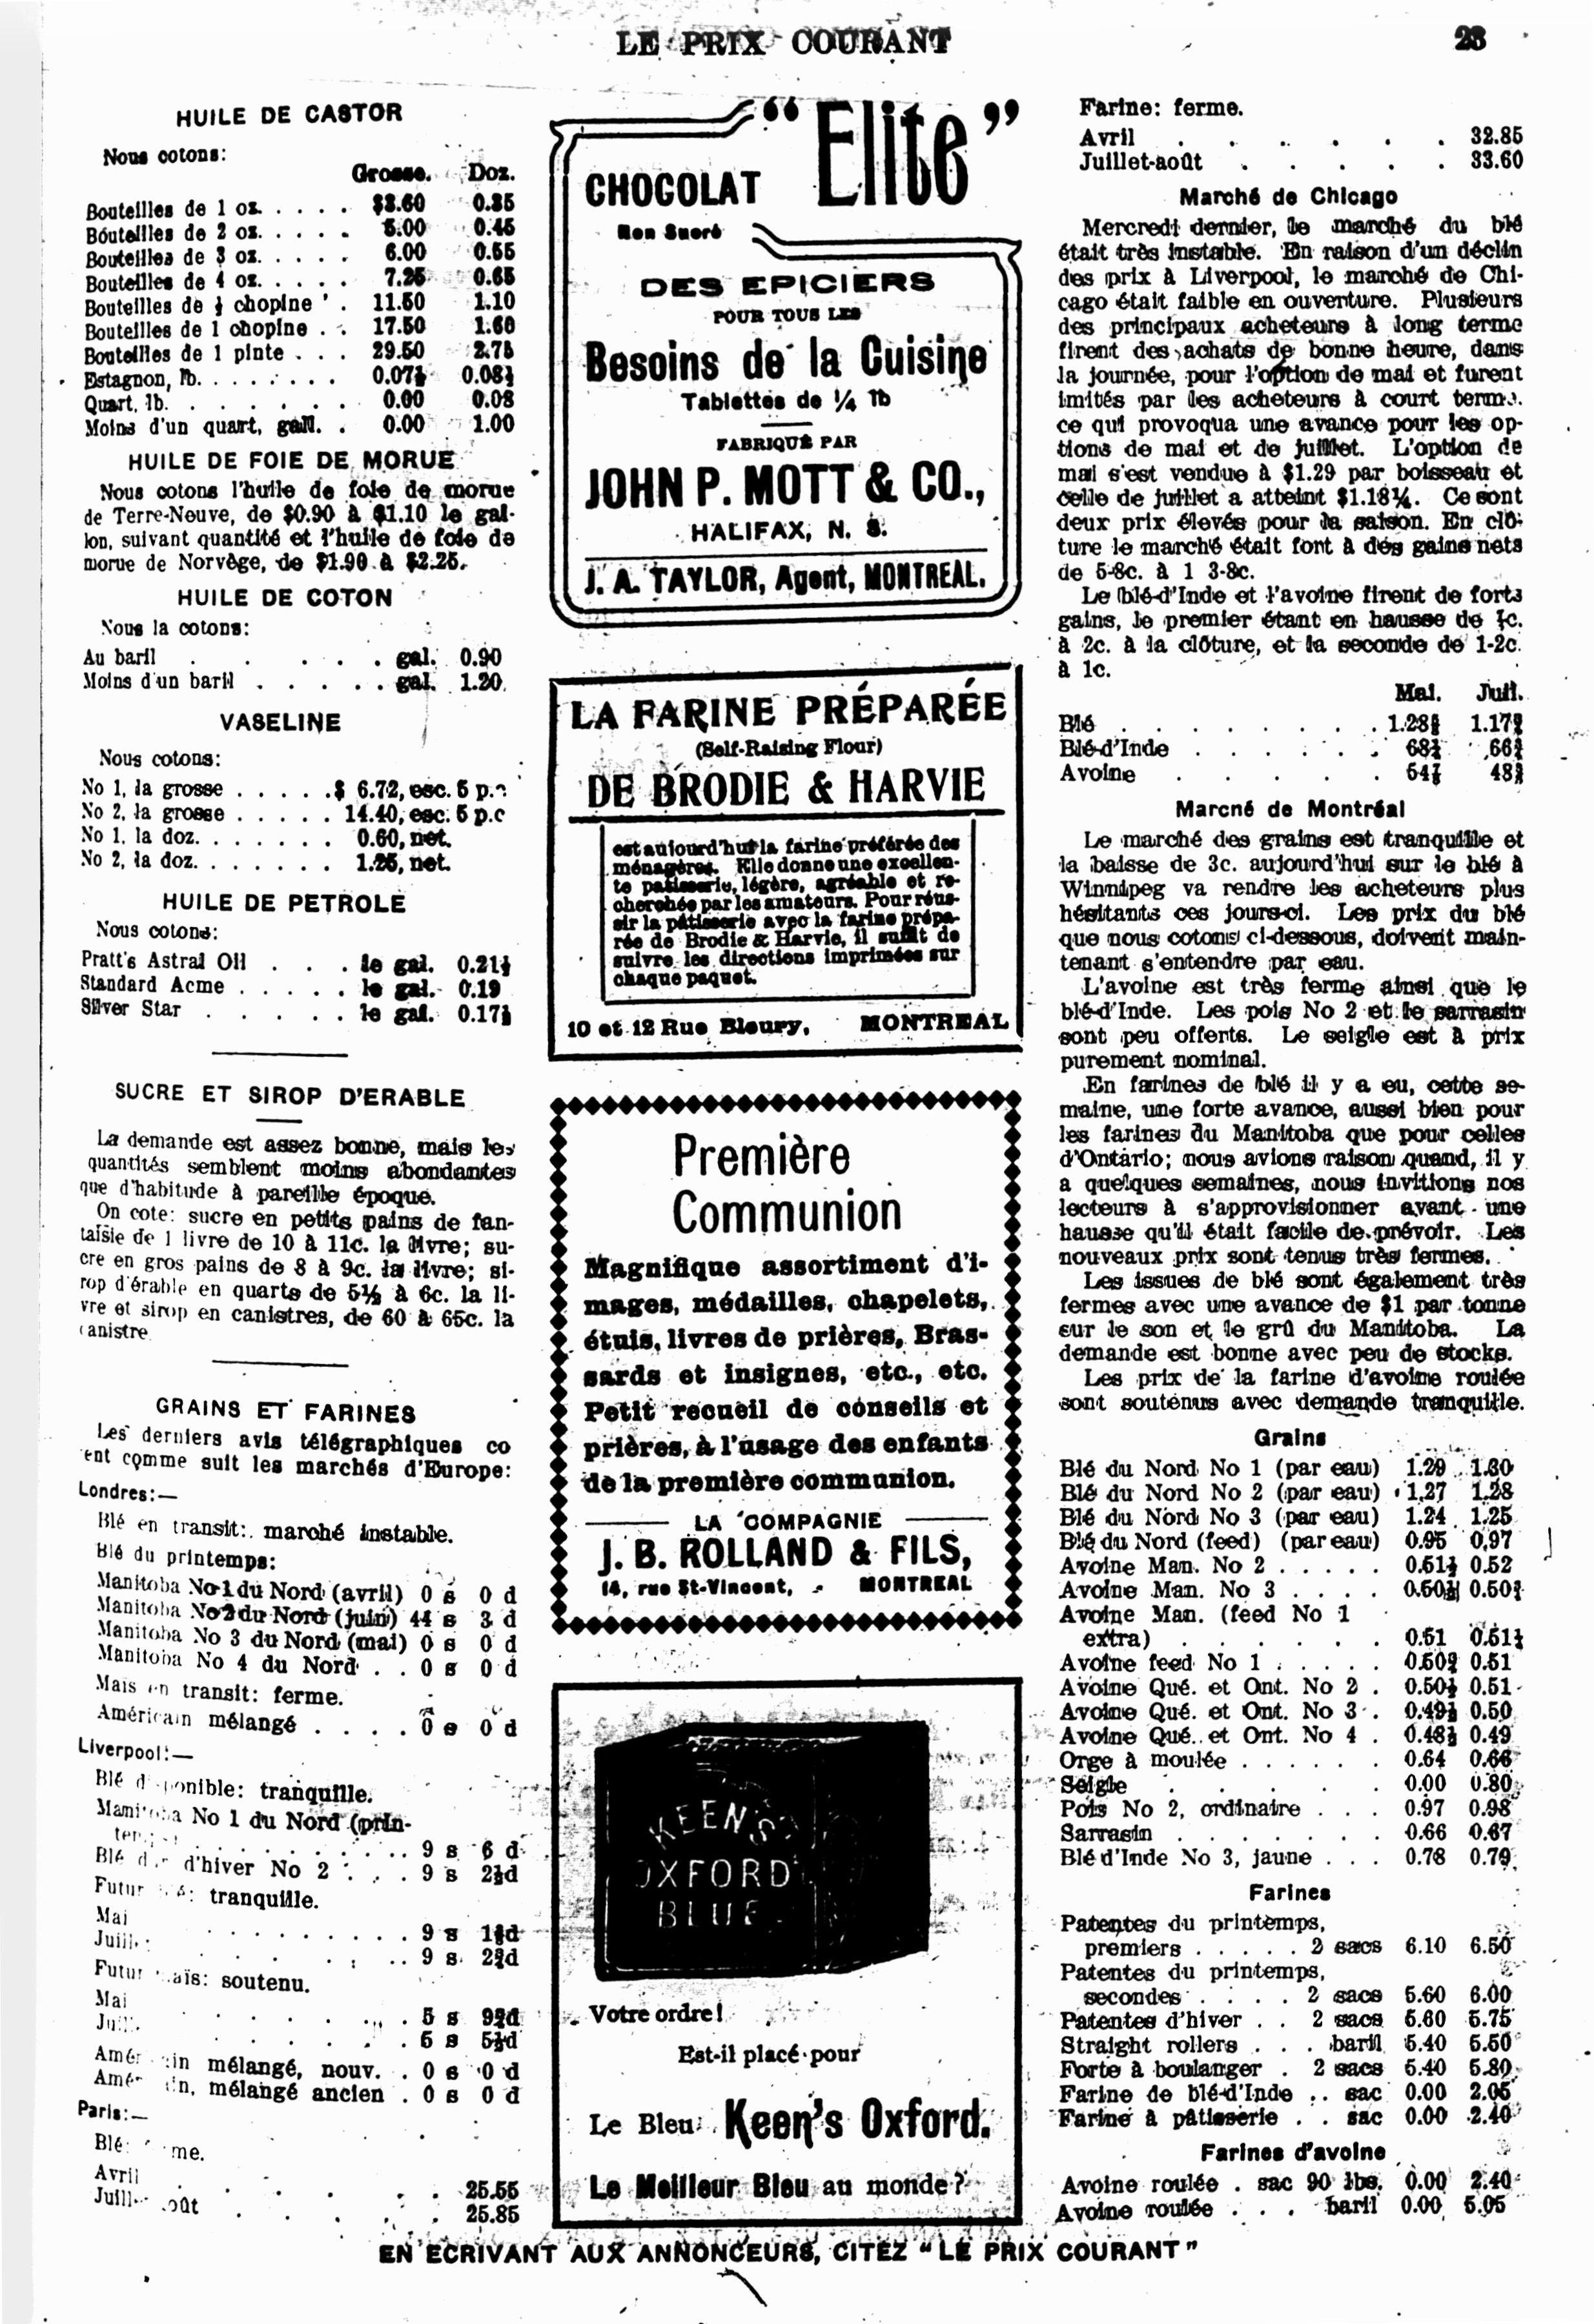 LE PRIX COURANT
23
HUILE DE CASTOR
Nous cotons:
Grosse. Doz.
Bouteilles de 1 oz. . . . . $3.60 0.35
Bouteilles de 2 oz. . . . . 5.00 0.45
Bouteilles de 3 oz. . . . . 6.00 0.55
Bouteilles de 4 oz. . . . . 7.25 0.65
Bouteilles de ½ chopine . 11.50 1.10
Bouteilles de 1 chopine . . 17.50 1.60
Bouteilles de 1 pinte . . . 29.50 2.75
Estagnon, lb. . . . . . . . 0.07½ 0.08½
Quart, lb. . . . . . . . 0.00 0.08
Moins d'un quart, gall. . 0.00 1.00
HUILE DE FOIE DE MORUE
Nous cotons l'huile de foie de morue
de Terre-Neuve, de $0.90 à $1.10 le gal-
lon, suivant quantité et l'huile de foie de
morue de Norvège, de $1.90 à $2.25.
HUILE DE COTON
Nous la cotons:
Au baril . . . . . . gal. 0.90
Moins d'un baril . . . . . gal. 1.20
VASELINE
Nous cotons:
No 1, la grosse . . . . . $ 6.72, esc. 5 p.c
No 2, la grosse . . . . . 14.40, esc. 5 p.c
No 1, la doz. . . . . . . . 0.60, net.
No 2, la doz. . . . . . . . 1.25, net.
HUILE DE PETROLE
Nous cotons:
Pratt's Astral Oil . . . le gal. 0.21½
Standard Acme . . . . . le gal. 0.19
Silver Star . . . . . . le gal. 0.17½
SUCRE ET SIROP D'ERABLE
La demande est assez bonne, mais les
quantités semblent moins abondantes
que d'habitude à pareille époque.
On cote: sucre en petits pains de fan-
taisie de 1 livre de 10 à 11c. la livre; su-
cre en gros pains de 8 à 9c. la livre; si-
rop d'érable en quarts de 5½ à 6c. la li-
vre et sirop en canistres, de 60 à 65c. la
canistre
GRAINS ET FARINES
Les derniers avis télégraphiques co
ent comme suit les marchés d'Europe:
Londres:—
Blé en transit: marché instable.
Blé du printemps:
Manitoba No 1 du Nord (avril) 0 s 0 d
Manitoba No 2 du Nord (juin) 44 s 3 d
Manitoba No 3 du Nord (mai) 0 s 0 d
Manitoba No 4 du Nord . . 0 s 0 d
Mais en transit: ferme.
Américain mélangé . . . . 0 s 0 d
Liverpool:—
Blé disponible: tranquille.
Manitoba No 1 du Nord (prin-
. . . . . . . . . . 9 s 6 d
Blé d'hiver No 2 . . . 9 s 2½d
Futur blé: tranquille.
Mai . . . . . . . . . 9 s
Juill. . . . . 9 s
Futur maïs: soutenu.
Mai . . . . 5 s
Juill. . . . . . . . 5 s
Américain mélangé, nouv. . 0 s 0 d
Américain, mélangé ancien . 0 s 0 d
Paris:—
Blé: ferme.
Avril . . . . . 25.55
Juillet-août . . . . . 25.85
"Elite"
CHOCOLAT
Non Sucré
DES EPICIERS
POUR TOUS LES
Besoins de la Cuisine
Tablettes de ¼ lb
FABRIQUÉ PAR
JOHN P. MOTT & CO.,
HALIFAX, N. S.
J. A. TAYLOR, Agent, MONTREAL.
LA FARINE PRÉPARÉE
(Self-Raising Flour)
DE BRODIE & HARVIE
est aujourd'hui la farine préférée des
ménagères. Elle donne une excellen-
te patisserie, légère, agréable et re-
cherchée par les amateurs. Pour réus-
sir la pâtisserie avec la farine prépa-
rée de Brodie & Harvie, il suffit de
suivre les directions imprimées sur
chaque paquet.
10 et 12 Rue Bleury, MONTREAL
Première
Communion
Magnifique assortiment d'i-
mages, médailles, chapelets,
étuis, livres de prières, Bras-
sards et insignes, etc., etc.
Petit recueil de conseils et
prières, à l'usage des enfants
de la première communion.
LA COMPAGNIE
J. B. ROLLAND & FILS,
14, rue St-Vincent, - MONTREAL
KEEN'S
OXFORD
BLUE
Votre ordre!
Est-il placé pour
Le Bleu Keen's Oxford.
Le Meilleur Bleu au monde?
Farine: ferme.
Avril . . . . . . 32.85
Juillet-août . . . . . 33.60
Marché de Chicago
Mercredi dernier, le marché du blé
était très instable. En raison d'un déclin
des prix à Liverpool, le marché de Chi-
cago était faible en ouverture. Plusieurs
des principaux acheteurs à long terme
firent des achats de bonne heure, dans
la journée, pour l'option de mai et furent
imités par les acheteurs à court terme.
ce qui provoqua une avance pour les op-
tions de mai et de juillet. L'option de
mai s'est vendue à $1.29 par boisseau et
celle de juillet a atteint $1.18¼. Ce sont
deux prix élevés pour la saison. En clô-
ture le marché était font à des gains nets
de 5-8c. à 1 3-8c.
Le blé-d'Inde et l'avoine firent de forts
gains, le premier étant en hausse de
à 2c. à la clôture, et la seconde de 1-2c.
à 1c.
Mai. Juil.
Blé . . . . . . . 1.28 1.17
Blé-d'Inde . . . . . . 68 66
Avoine . . . . . 54 48
Marché de Montréal
Le marché des grains est tranquille et
la baisse de 3c. aujourd'hui sur le blé à
Winnipeg va rendre les acheteurs plus
hésitants ces jours-ci. Les prix du blé
que nous cotons ci-dessous, doivent main-
tenant s'entendre par eau.
L'avoine est très ferme ainsi que le
blé-d'Inde. Les pois No 2 et le sarrasin
sont peu offerts. Le seigle est à prix
purement nominal.
En farines de blé il y a eu, cette se-
maine, une forte avance, aussi bien pour
les farines du Manitoba que pour celles
d'Ontario; nous avions raison quand, il y
a quelques semaines, nous invitions nos
lecteurs à s'approvisionner avant une
hausse qu'il était facile de prévoir. Les
nouveaux prix sont tenus très fermes.
Les issues de blé sont également très
fermes avec une avance de $1 par tonne
sur le son et le grû du Manitoba. La
demande est bonne avec peu de stocks.
Les prix de la farine d'avoine roulée
sont soutenus avec demande tranquille.
Grains
Blé du Nord No 1 (par eau) 1.29 1.30
Blé du Nord No 2 (par eau) 1.27 1.28
Blé du Nord No 3 (par eau) 1.24 1.25
Blé du Nord (feed) (par eau) 0.95 0.97
Avoine Man. No 2 . . . . . 0.51½ 0.52
Avoine Man. No 3 . . . . 0.50½ 0.50¾
Avoine Man. (feed No 1
extra) . . . . . . . 0.51 0.51½
Avoine feed No 1 . . . . . 0.50¾ 0.51
Avoine Qué. et Ont. No 2 . 0.50½ 0.51
Avoine Qué. et Ont. No 3 . 0.49½ 0.50
Avoine Qué. et Ont. No 4 . 0.48½ 0.49
Orge à moulée . . . . . . 0.64 0.66
Seigle . . . . . . 0.00 0.80
Pois No 2, ordinaire . . . 0.97 0.98
Sarrasin . . . . . . . 0.66 0.67
Blé d'Inde No 3, jaune . . . 0.78 0.79
Farines
Patentes du printemps,
premiers . . . . . 2 sacs 6.10 6.50
Patentes du printemps,
secondes . . . . 2 sacs 5.60 6.00
Patentes d'hiver . . 2 sacs 5.60 5.75
Straight rollers . . . baril 5.40 5.50
Forte à boulanger . 2 sacs 5.40 5.80
Farine de blé-d'Inde . . sac 0.00 2.05
Farine à pâtisserie . . sac 0.00 2.40
Farines d'avoine
Avoine roulée . sac 90 lbs. 0.00 2.40
Avoine roulée . . . baril 0.00 5.05
EN ECRIVANT AUX ANNONCEURS, CITEZ "LE PRIX COURANT"